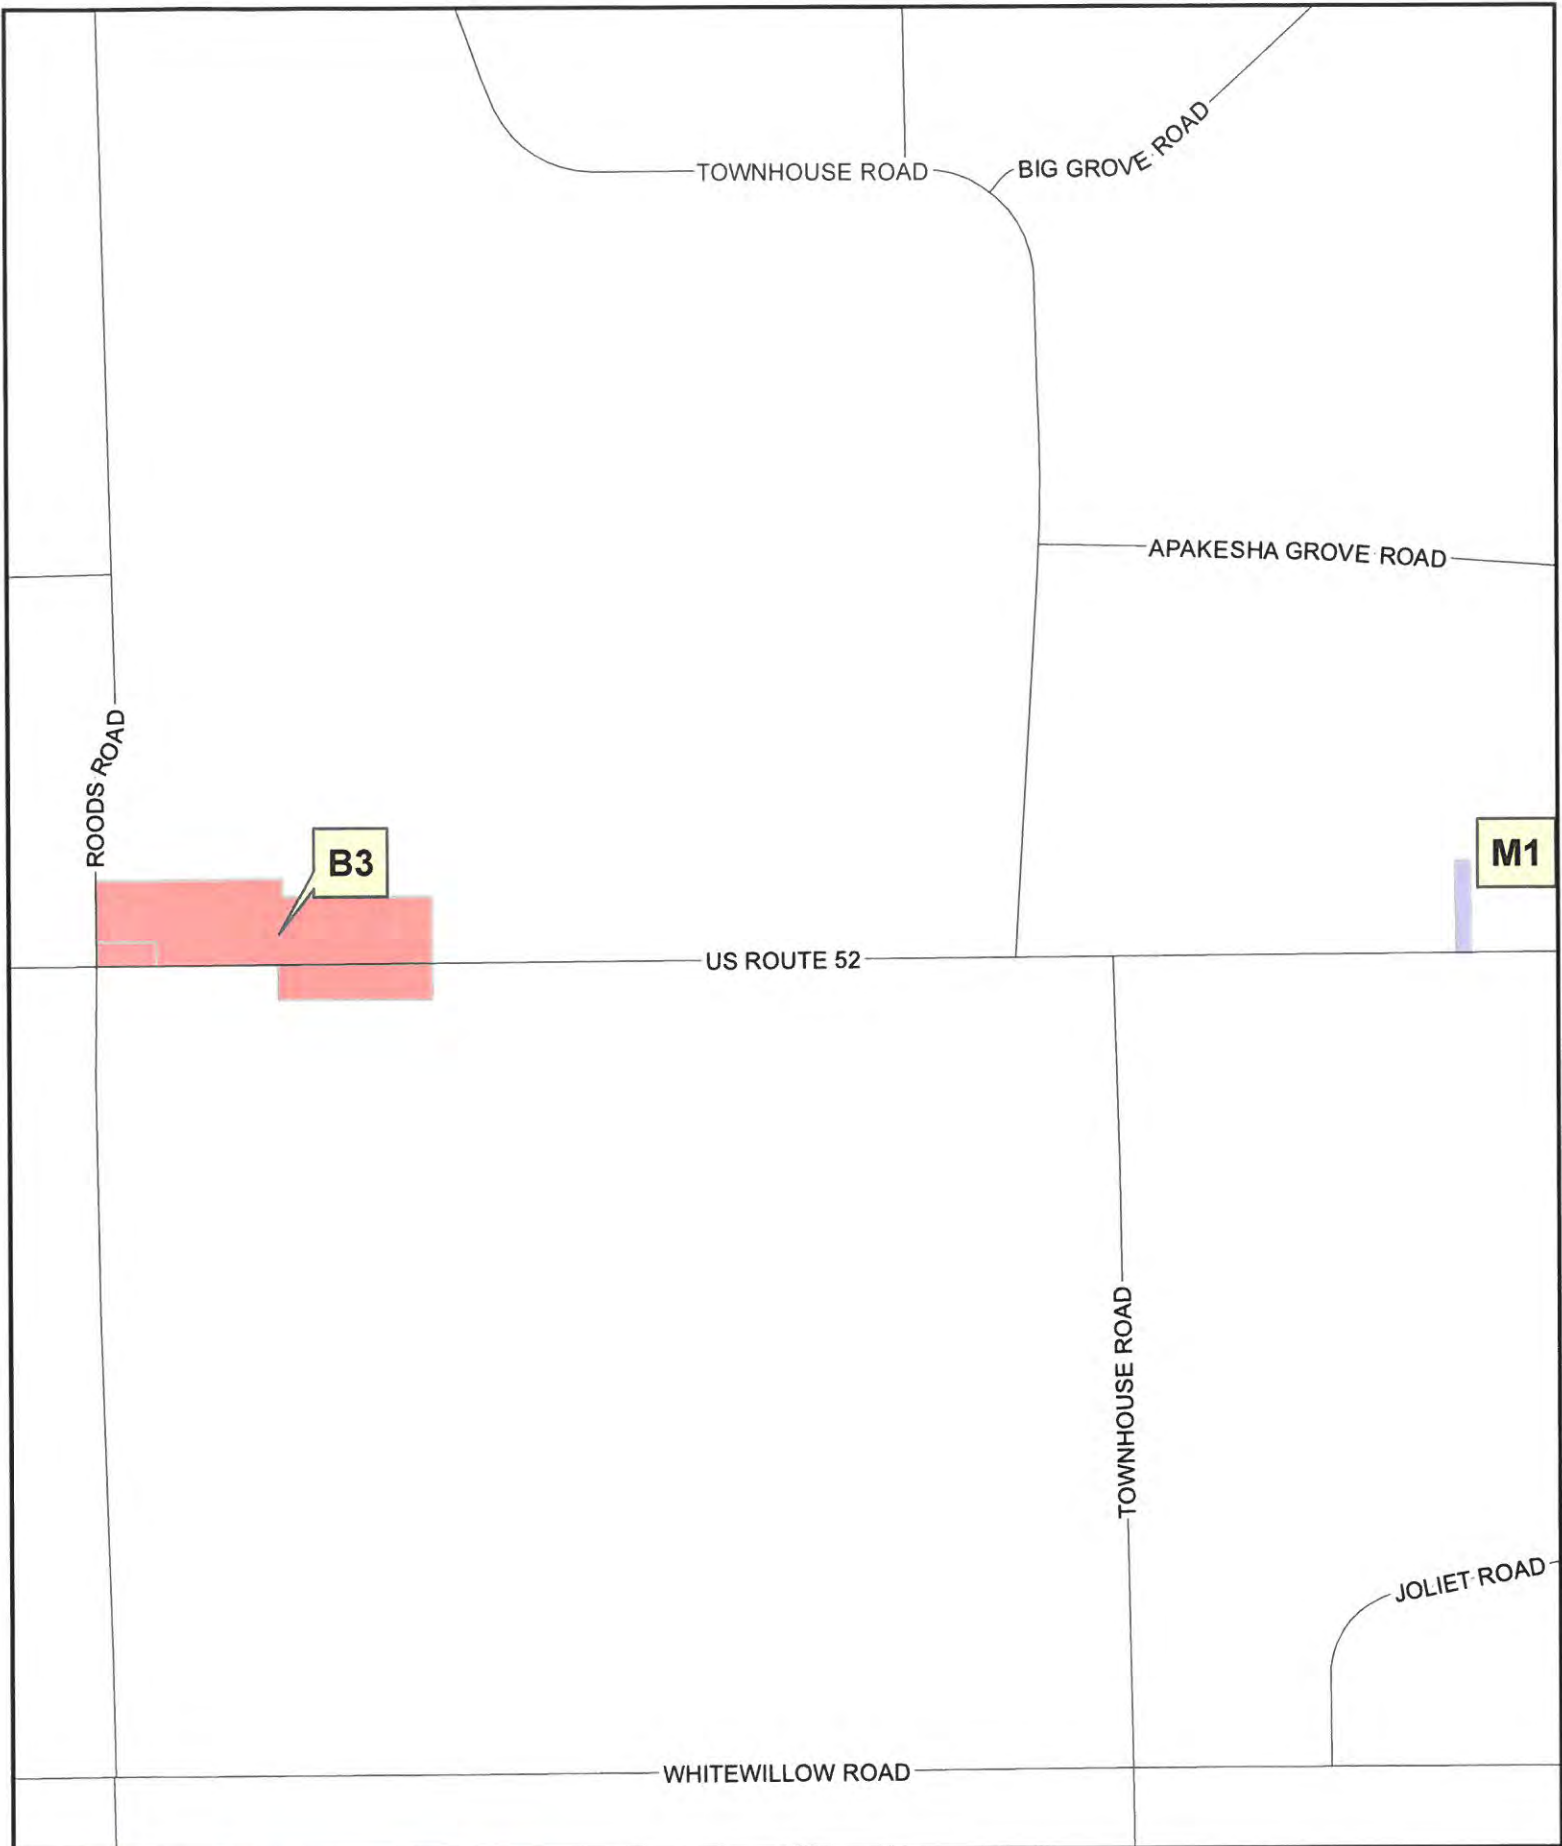 TOWNHOUSE ROAD
BIG GROVE ROAD
APAKESHA GROVE ROAD
ROODS ROAD
B3
M1
US ROUTE 52
TOWNHOUSE ROAD
JOLIET ROAD
WHITEWILLOW ROAD